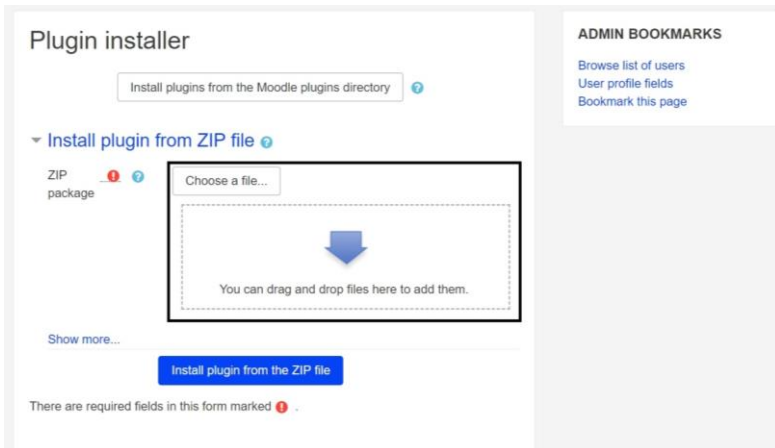 Plugin installer
Install plugins from the Moodle plugins directory
Install plugin from ZIP file
ZIP
package
Choose a file...
You can drag and drop files here to add them.
Show more...
Install plugin from the ZIP file
There are required fields in this form marked .
ADMIN BOOKMARKS
Browse list of users
User profile fields
Bookmark this page